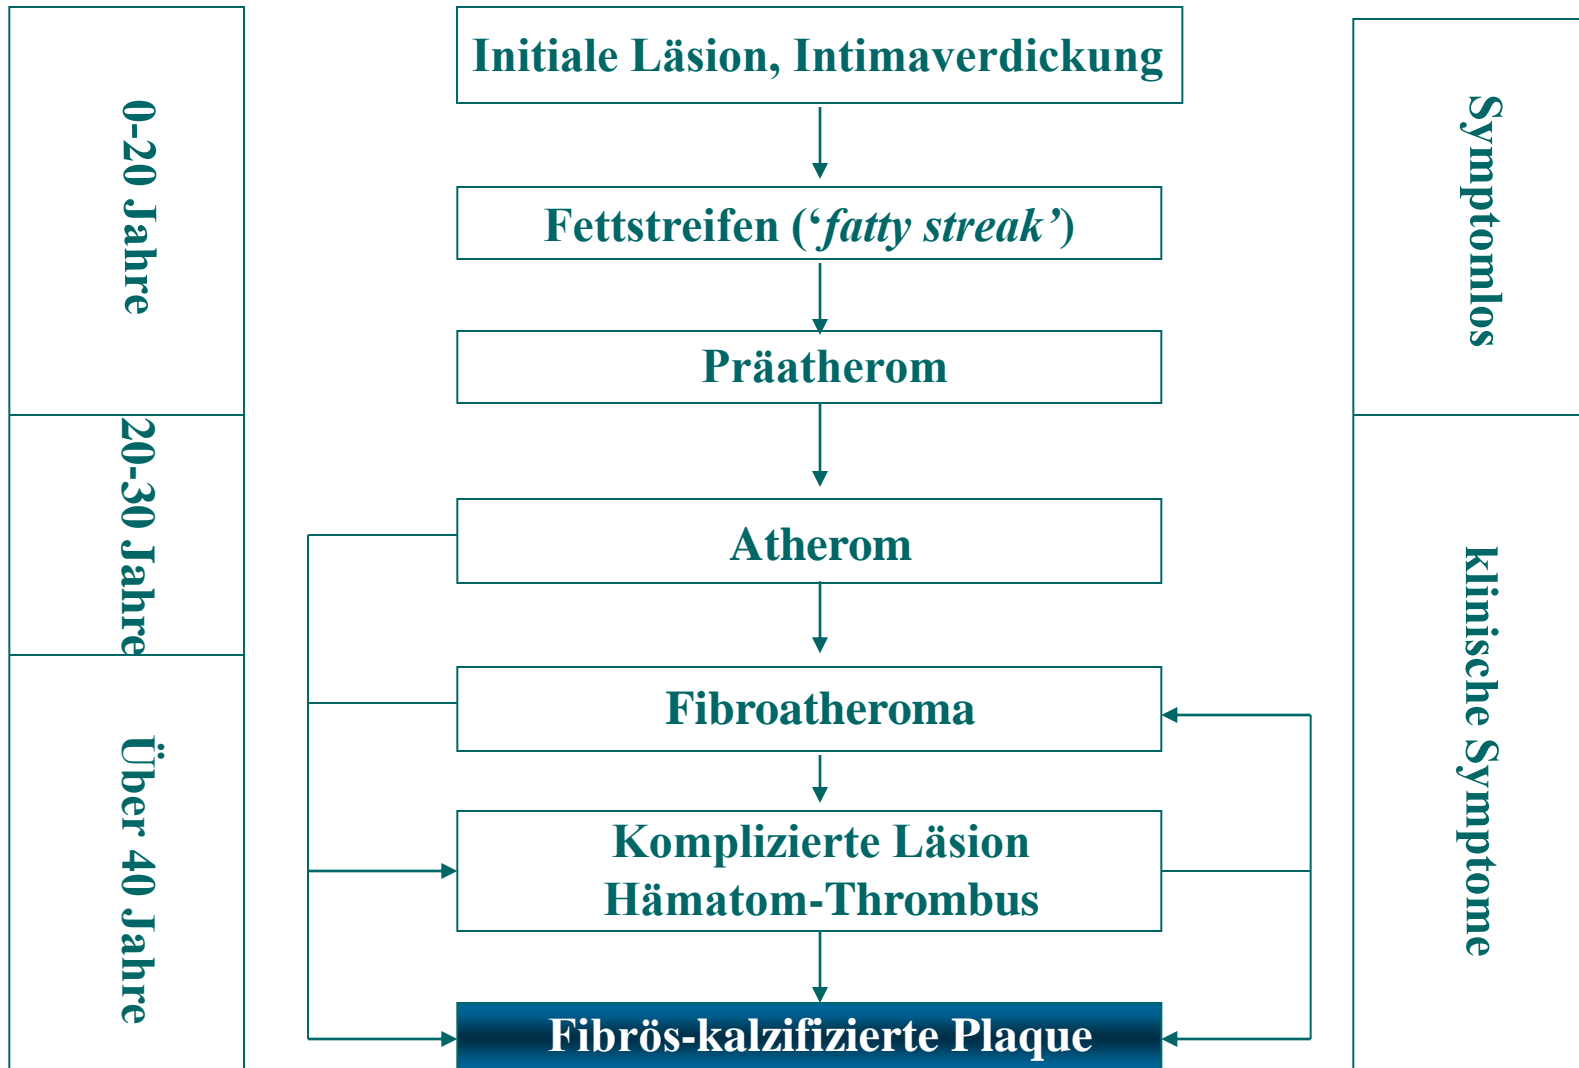 Initiale Läsion, Intimaverdickung
Fettstreifen (‘fatty streak’)
Präatherom
Atherom
Fibroatheroma
Komplizierte Läsion
Hämatom-Thrombus
Fibrös-kalzifizierte Plaque
0-20 Jahre
20-30 Jahre
Über 40 Jahre
Symptomlos
klinische Symptome